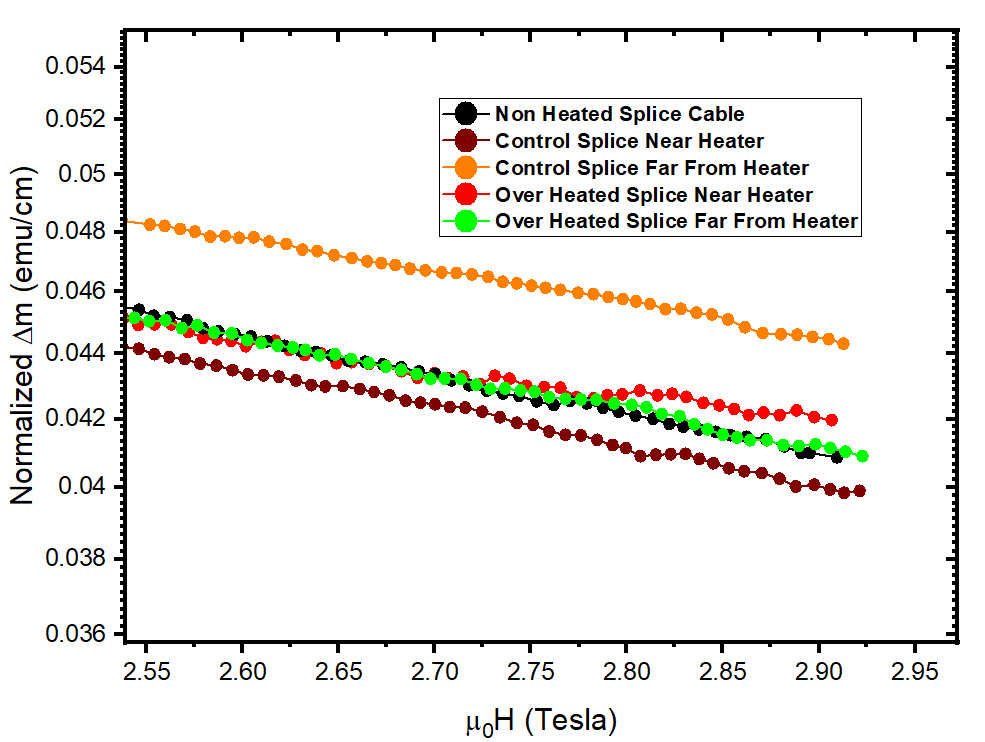 0.054
0.052
0.05
0.048
0.046
0.044
0.042
0.04
0.038
0.036
Normalized Δm (emu/cm)
Non Heated Splice Cable
Control Splice Near Heater
Control Splice Far From Heater
Over Heated Splice Near Heater
Over Heated Splice Far From Heater
2.55 2.60 2.65 2.70 2.75 2.80 2.85 2.90 2.95
μ₀H (Tesla)